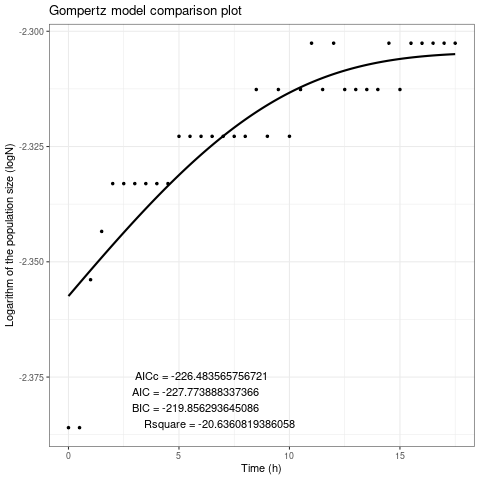 Gompertz model comparison plot
-2.300
-2.325
-2.350
-2.375
Logarithm of the population size (logN)
AICc = -226.483565756721
AIC = -227.773888337366
BIC = -219.856293645086
Rsquare = -20.6360819386058
0 5 10 15
Time (h)